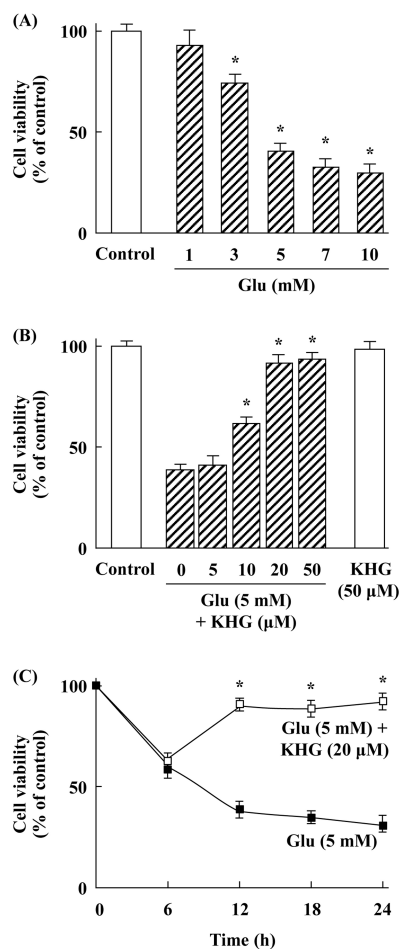 (A)
Cell viability
(% of control)
100
50
0
*
*
*
*
Control
1 3 5 7 10
Glu (mM)
(B)
Cell viability
(% of control)
100
50
0
*
*
*
Control
0 5 10 20 50
Glu (5 mM)
+ KHG (µM)
KHG
(50 µM)
(C)
Cell viability
(% of control)
100
50
0
*
*
*
Glu (5 mM) +
KHG (20 µM)
Glu (5 mM)
0 6 12 18 24
Time (h)